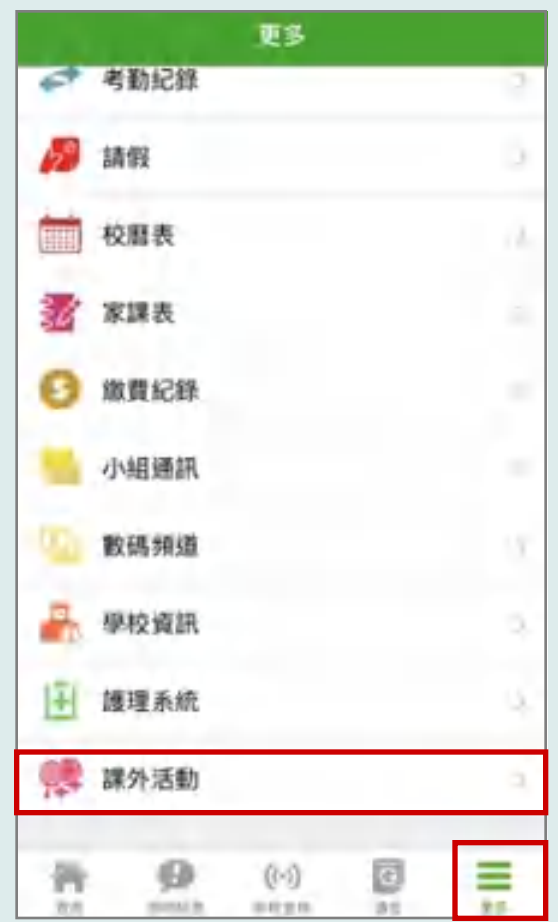 更多
考勤紀錄
請假
校曆表
家課表
繳費紀錄
小組通訊
數碼頻道
學校資訊
護理系統
課外活動
更多